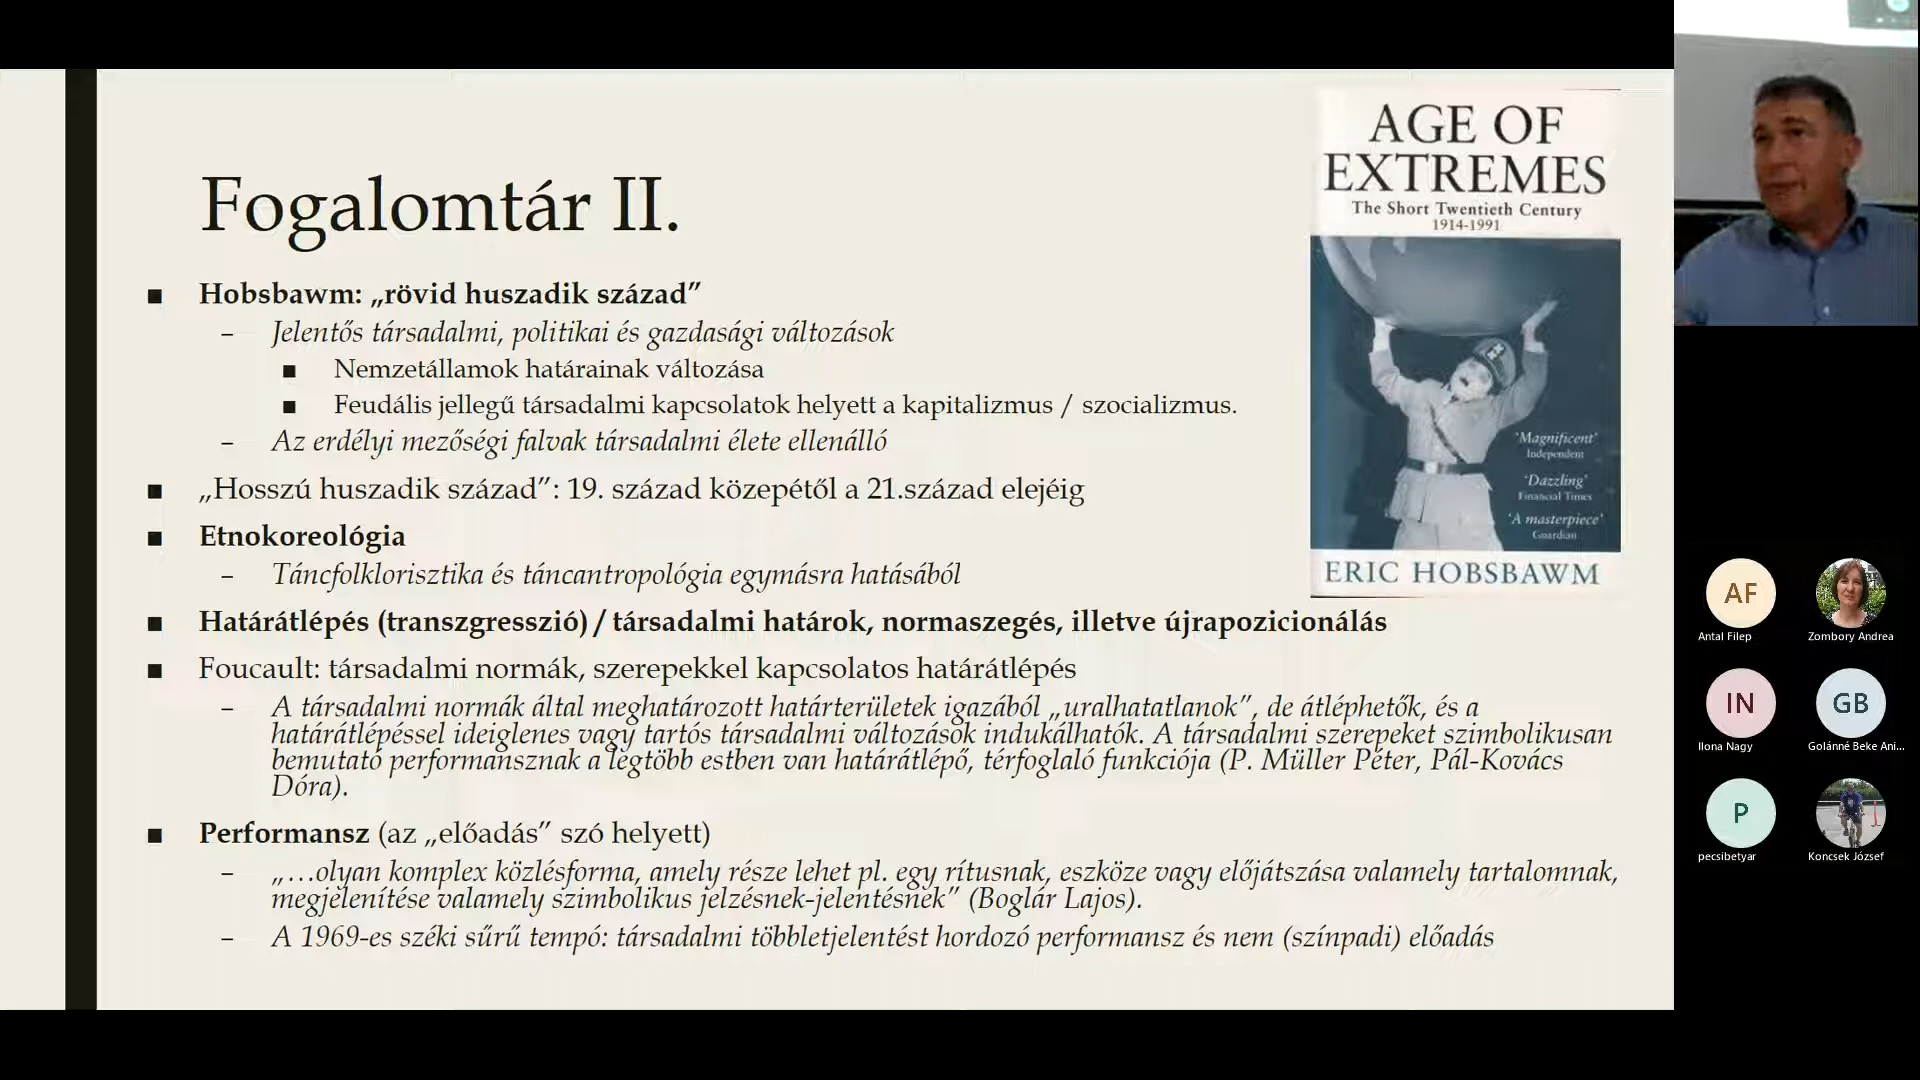 Fogalomtár II.
■ Hobsbawm: „rövid huszadik század”
– Jelentős társadalmi, politikai és gazdasági változások
■ Nemzetállamok határainak változása
■ Feudális jellegű társadalmi kapcsolatok helyett a kapitalizmus / szocializmus.
– Az erdélyi mezőségi falvak társadalmi élete ellenálló
■ „Hosszú huszadik század”: 19. század közepétől a 21.század elejéig
■ Etnokoreológia
– Táncfolklorisztika és táncantropológia egymásra hatásából
■ Határátlépés (transzgresszió) / társadalmi határok, normaszegés, illetve újrapozicionálás
■ Foucault: társadalmi normák, szerepekkel kapcsolatos határátlépés
– A társadalmi normák által meghatározott határterületek igazából „uralhatatlanok”, de átléphetők, és a
határátlépéssel ideiglenes vagy tartós társadalmi változások indukálhatók. A társadalmi szerepeket szimbolikusan
bemutató performansznak a legtöbb estben van határátlépő, térfoglaló funkciója (P. Müller Péter, Pál-Kovács
Dóra).
■ Performansz (az „előadás” szó helyett)
– „…olyan komplex közlésforma, amely része lehet pl. egy rítusnak, eszköze vagy előjátszása valamely tartalomnak,
megjelenítése valamely szimbolikus jelzésnek-jelentésnek” (Boglár Lajos).
– A 1969-es széki sűrű tempó: társadalmi többletjelentést hordozó performansz és nem (színpadi) előadás
AGE OF
EXTREMES
The Short Twentieth Century
1914-1991
'Magnificent'
Independent
'Dazzling'
Financial Times
'A masterpiece'
Guardian
ERIC HOBSBAWM
AF
Antal Filep
Zombory Andrea
IN
Ilona Nagy
GB
Golánné Beke Ani...
P
pecsibetyar
Koncsek József